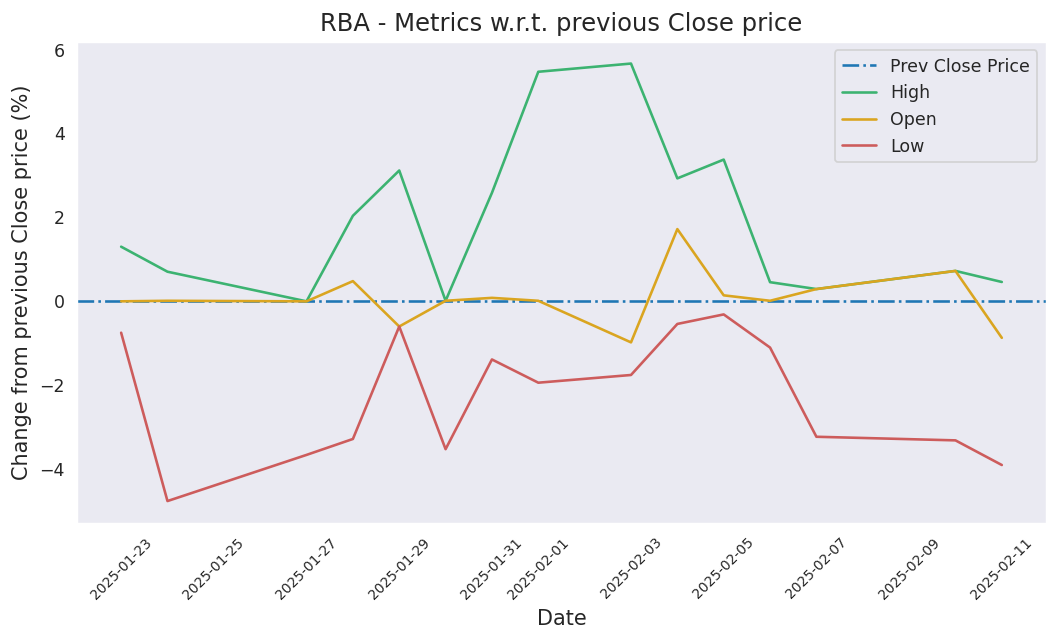 RBA - Metrics w.r.t. previous Close price
Change from previous Close price (%)
6
4
2
0
−2
−4
Prev Close Price
High
Open
Low
2025-01-23
2025-01-25
2025-01-27
2025-01-29
2025-01-31
2025-02-01
2025-02-03
2025-02-05
2025-02-07
2025-02-09
2025-02-11
Date